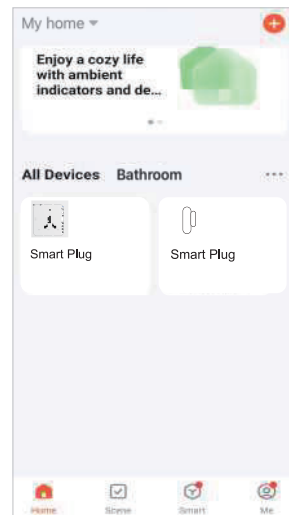 My home
Enjoy a cozy life
with ambient
indicators and de...
All Devices Bathroom
Smart Plug Smart Plug
Home Scene Smart Me